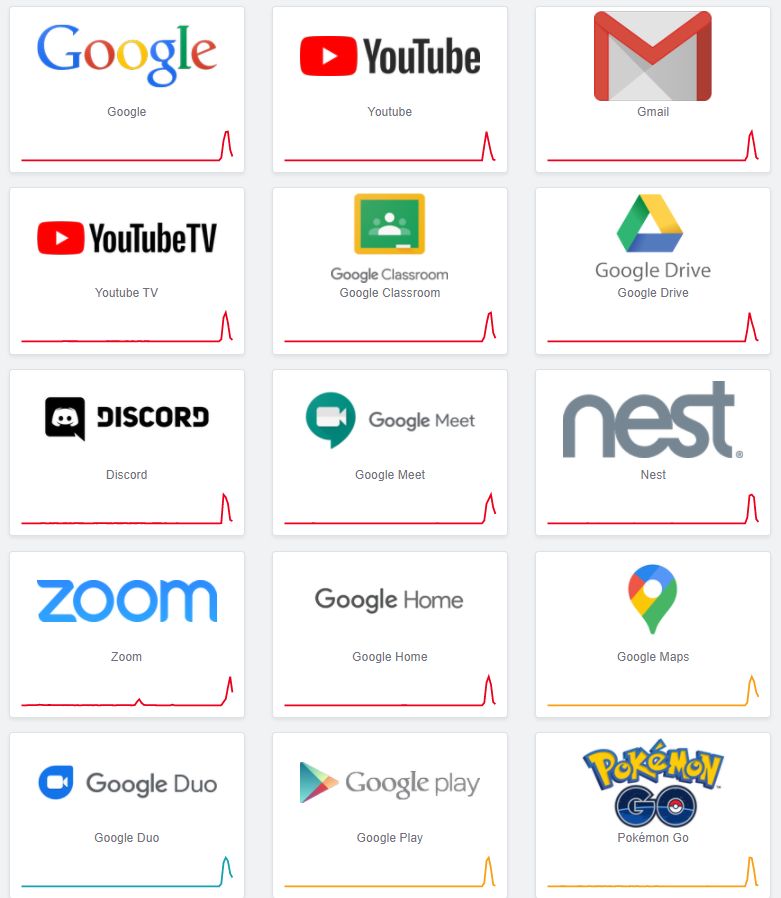 Google
YouTube
Google
Youtube
Gmail
YouTubeTV
Google Classroom
Google Drive
Youtube TV
Google Classroom
Google Drive
DISCORD
Google Meet
nest®
Discord
Google Meet
Nest
zoom
Google Home
Zoom
Google Home
Google Maps
Google Duo
Google play
POKÉMON
GO
Google Duo
Google Play
Pokémon Go